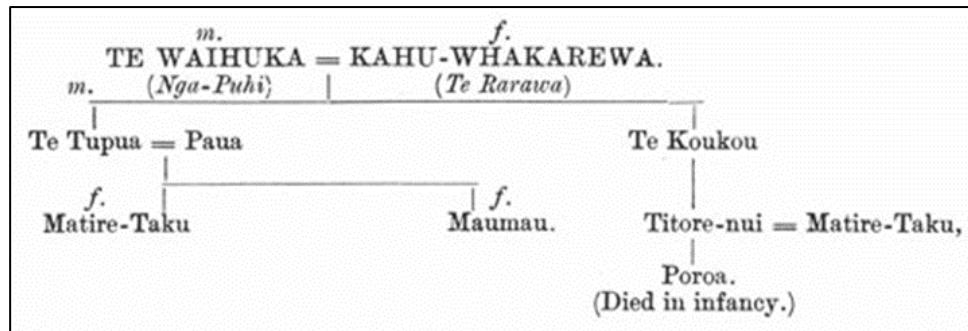 m. f.
TE WAIHUKA = KAHU-WHAKAREWA.
m. (Nga-Puhi) (Te Rarawa)
Te Tupua = Paua Te Koukou
f. f.
Matire-Taku Maumau. Titore-nui = Matire-Taku,
Poroa.
(Died in infancy.)